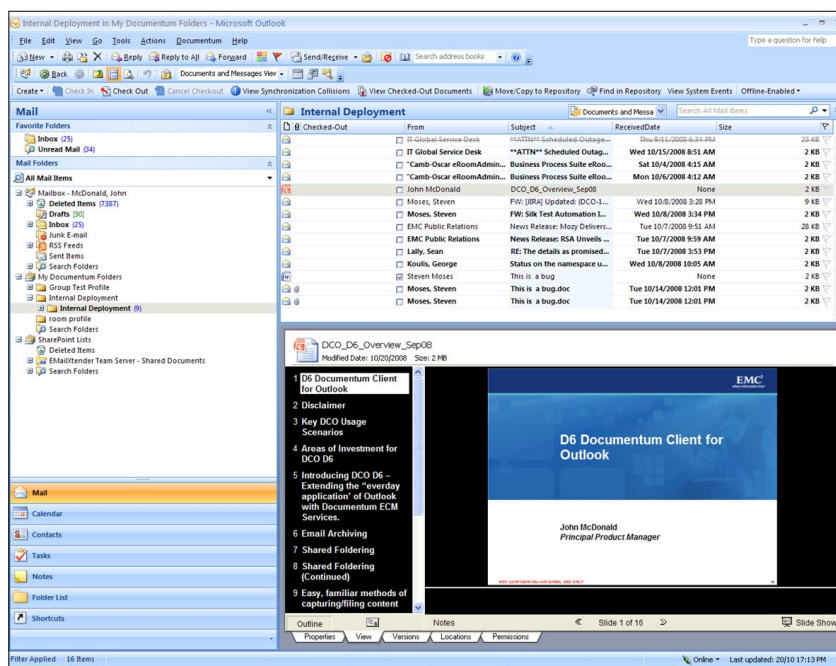 Internal Deployment in My Documentum Folders - Microsoft Outlook
File Edit View Go Tools Actions Documentum Help
Type a question for help
New Reply Reply to All Forward Send/Receive Search address books
Back Documents and Messages View
Create Check In Check Out Cancel Checkout View Synchronization Collisions View Checked-Out Documents Move/Copy to Repository Find in Repository View System Events Offline-Enabled
Mail
Favorite Folders
Inbox (25)
Unread Mail (34)
Mail Folders
All Mail Items
Mailbox - McDonald, John
Deleted Items (7387)
Drafts [30]
Inbox (25)
Junk E-mail
RSS Feeds
Sent Items
Search Folders
My Documentum Folders
Group Test Profile
Internal Deployment
Internal Deployment (9)
room profile
Search Folders
SharePoint Lists
Deleted Items
EMailXtender Team Server - Shared Documents
Search Folders
Mail
Calendar
Contacts
Tasks
Notes
Folder List
Shortcuts
Internal Deployment Documents and Messa Search All Mail Items
Checked-Out From Subject ReceivedDate Size
IT Global Service Desk **ATTN** Scheduled Outage... Thu 9/11/2008 6:34 PM 23 KB
IT Global Service Desk **ATTN** Scheduled Outag... Wed 10/15/2008 8:51 AM 2 KB
"Camb-Oscar eRoomAdmin... Business Process Suite eRoo... Sat 10/4/2008 4:15 AM 2 KB
"Camb-Oscar eRoomAdmin... Business Process Suite eRoo... Mon 10/6/2008 4:12 AM 2 KB
John McDonald DCO_D6_Overview_Sep08 None 2 KB
Moses, Steven FW: [JIRA] Updated: (DCO-1... Wed 10/8/2008 3:28 PM 9 KB
Moses, Steven FW: Silk Test Automation L... Wed 10/8/2008 3:34 PM 2 KB
EMC Public Relations News Release: Mozy Delivers... Tue 10/7/2008 9:51 AM 28 KB
EMC Public Relations News Release: RSA Unveils ... Tue 10/7/2008 9:59 AM 2 KB
Lally, Sean RE: The details as promised... Tue 10/7/2008 3:53 PM 2 KB
Koulis, George Status on the namespace u... Wed 10/8/2008 10:05 AM 2 KB
Steven Moses This is a bug None 2 KB
Moses, Steven This is a bug.doc Tue 10/14/2008 12:01 PM 2 KB
Moses, Steven This is a bug.doc Tue 10/14/2008 12:01 PM 2 KB
DCO_D6_Overview_Sep08
Modified Date: 10/20/2008 Size: 2 MB
1 D6 Documentum Client
for Outlook
2 Disclaimer
3 Key DCO Usage
Scenarios
4 Areas of Investment for
DCO D6
5 Introducing DCO D6 –
Extending the "everday
application' of Outlook
with Documentum ECM
Services.
6 Email Archiving
7 Shared Foldering
8 Shared Foldering
(Continued)
9 Easy, familiar methods of
capturing/filing content
EMC²
where information lives
D6 Documentum Client for
Outlook
John McDonald
Principal Product Manager
EMC CONFIDENTIAL—INTERNAL USE ONLY
Outline Notes Slide 1 of 16 Slide Show
Properties View Versions Locations Permissions
Filter Applied 16 Items
Online Last updated: 20/10 17:13 PM